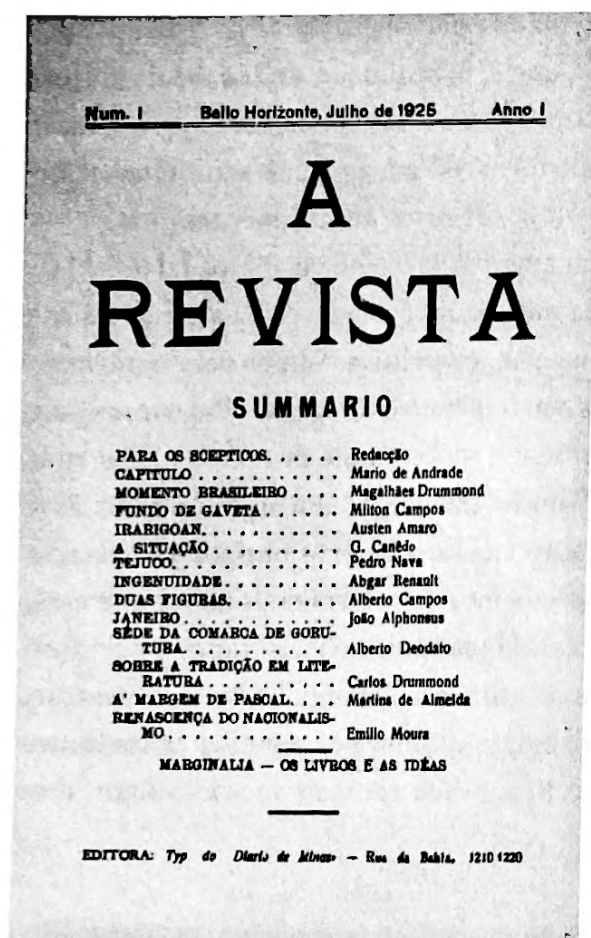 Num. I Bello Horizonte, Julho de 1925 Anno I
A
REVISTA
SUMMARIO
PARA OS SCEPTICOS. . . . . . Redacção
CAPITULO . . . . . . . . . . . Mario de Andrade
MOMENTO BRASILEIRO . . . . Magalhães Drummond
FUNDO DE GAVETA. . . . . . Milton Campos
IRARIGOAN. . . . . . . . . . . Austen Amaro
A SITUAÇÃO . . . . . . . . . . G. Canêdo
TEJUCO. . . . . . . . . . . . . Pedro Nava
INGENUIDADE. . . . . . . . . Abgar Renault
DUAS FIGURAS. . . . . . . . . Alberto Campos
JANEIRO. . . . . . . . . . . . João Alphonsus
SÉDE DA COMARCA DE GORU-
TUBA. . . . . . . . . . . . Alberto Deodato
SOBRE A TRADIÇÃO EM LITE-
RATURA . . . . . . . . . . Carlos Drummond
A' MARGEM DE PASCAL. . . . Martins de Almeida
RENASCENÇA DO NACIONALIS-
MO. . . . . . . . . . . . . Emilio Moura
MARGINALIA — OS LIVROS E AS IDÉAS
EDITORA: Typ do Diario de Minas — Rua da Bahia, 1210 1220